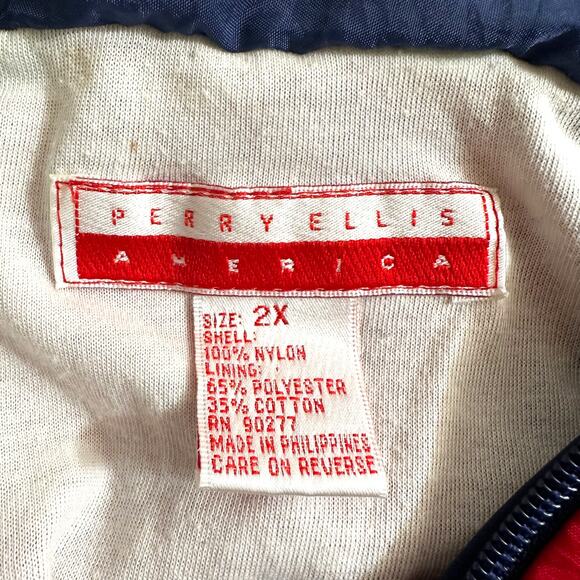 PERRY ELLIS
AMERICA
SIZE: 2X
SHELL:
100% NYLON
LINING:
65% POLYESTER
35% COTTON
RN 90277
MADE IN PHILIPPINES
CARE ON REVERSE